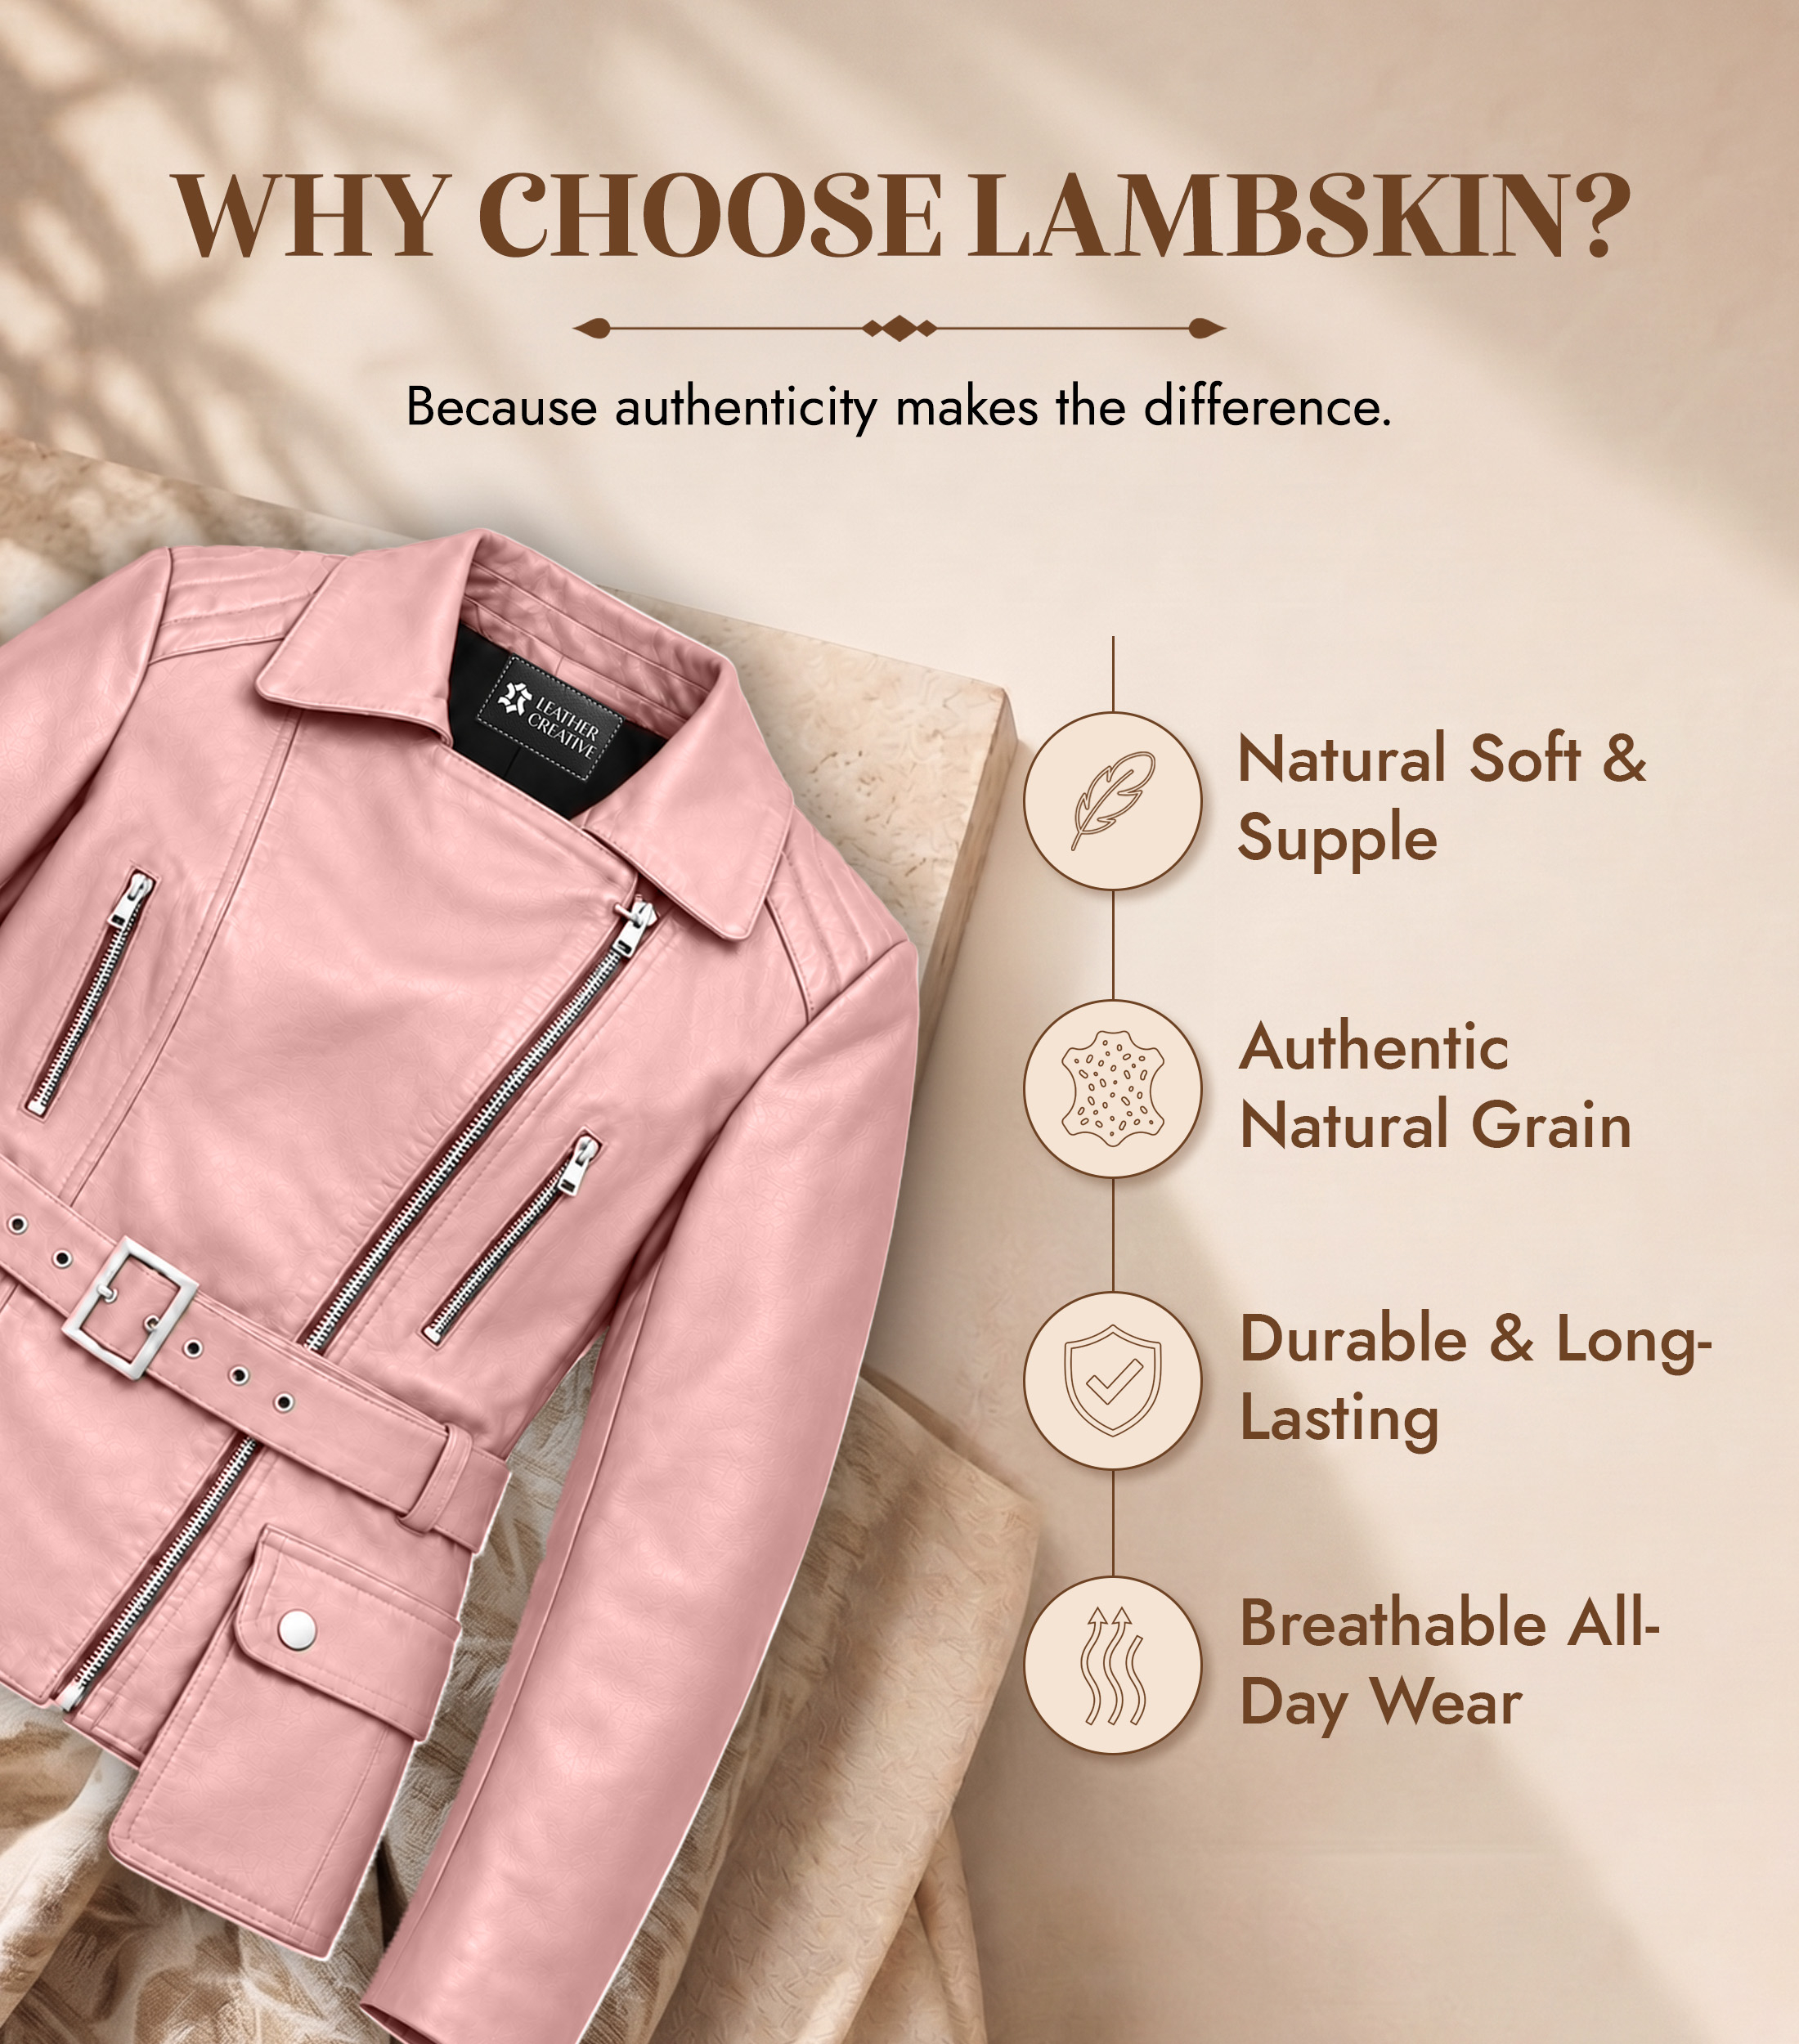 WHY CHOOSE LAMBSKIN?
Because authenticity makes the difference.
LEATHER
CREATIVE
Natural Soft &
Supple
Authentic
Natural Grain
Durable & Long-
Lasting
Breathable All-
Day Wear